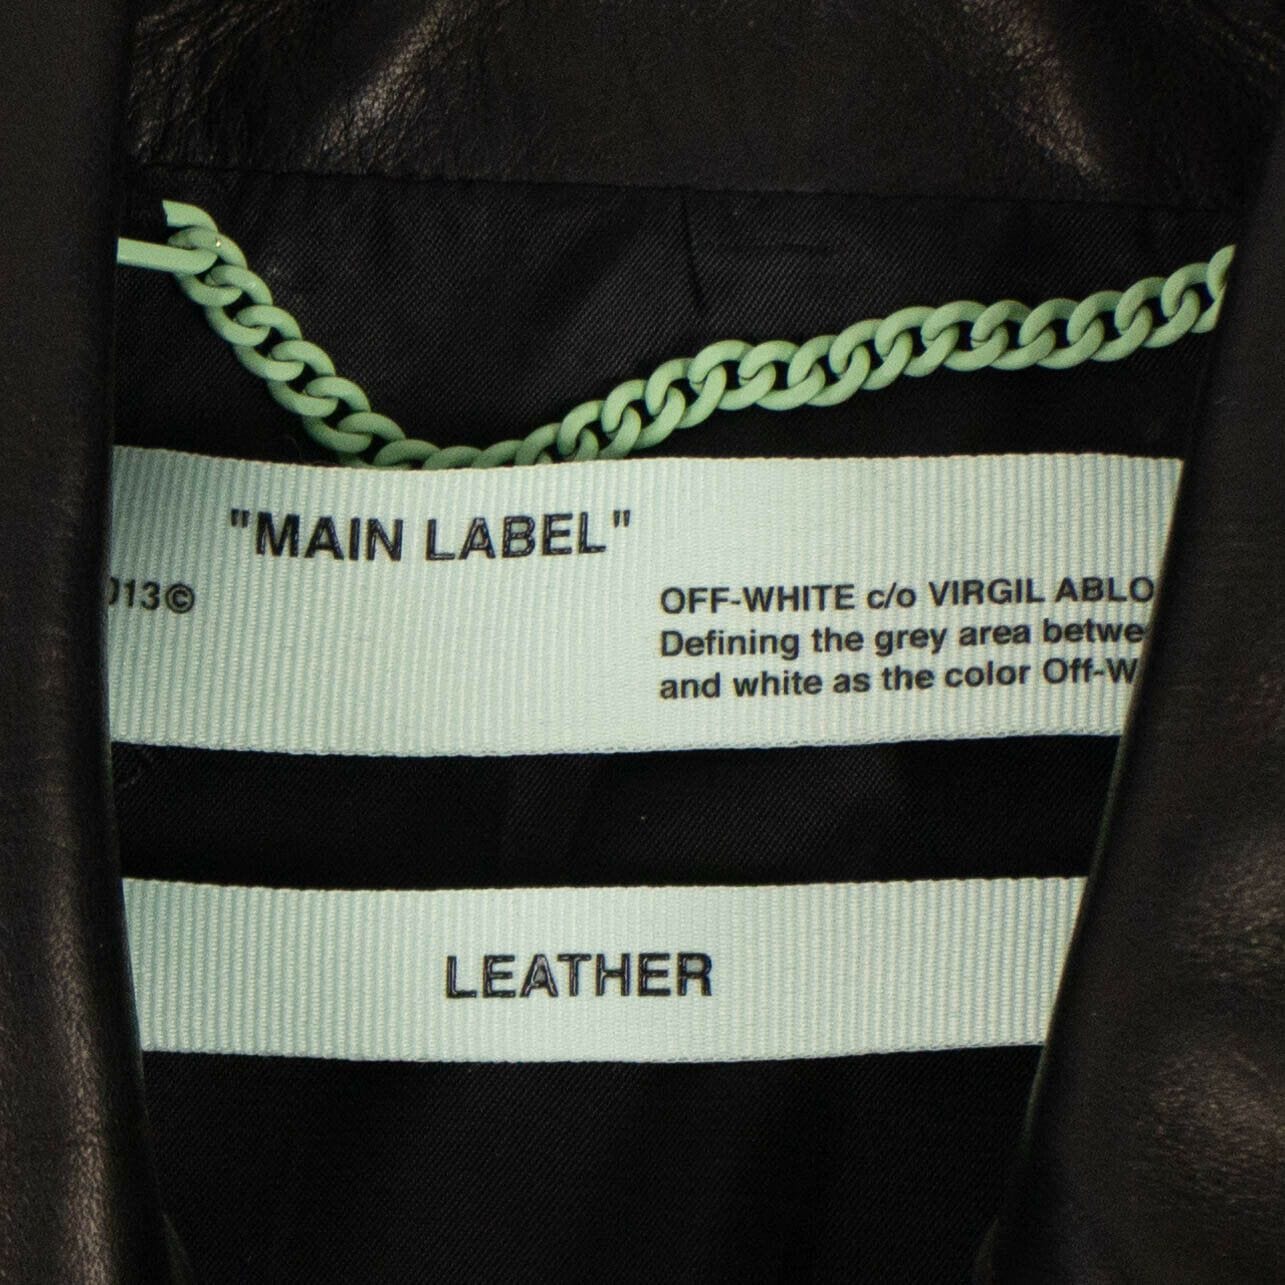 "MAIN LABEL"
013©
OFF-WHITE c/o VIRGIL ABLO
Defining the grey area betwe
and white as the color Off-W
LEATHER